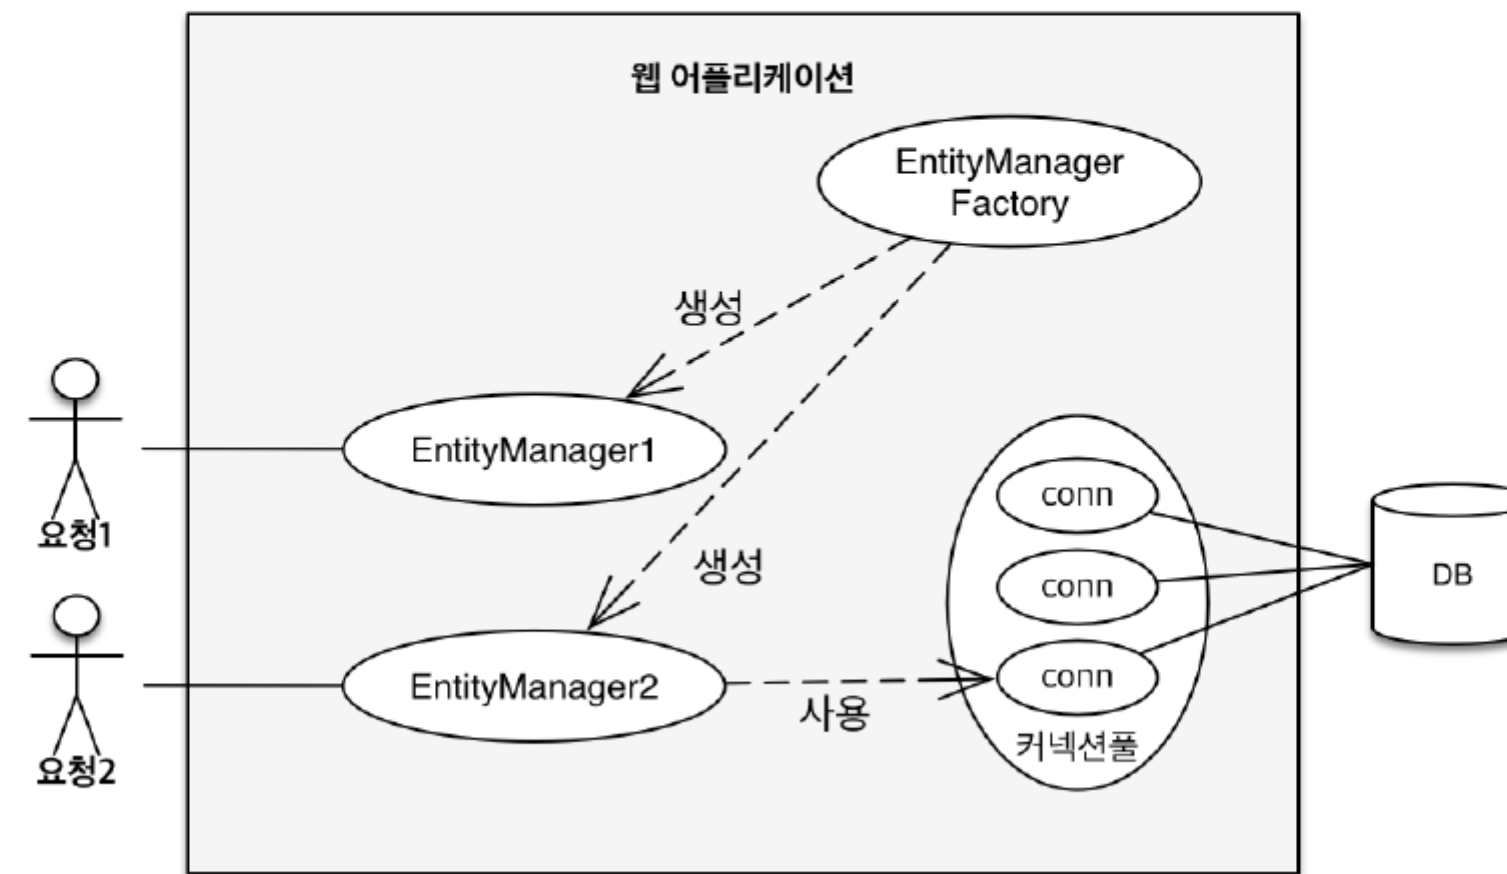 웹 어플리케이션
EntityManager
Factory
생성
EntityManager1
요청1
conn
생성
conn
DB
EntityManager2
사용
conn
커넥션풀
요청2